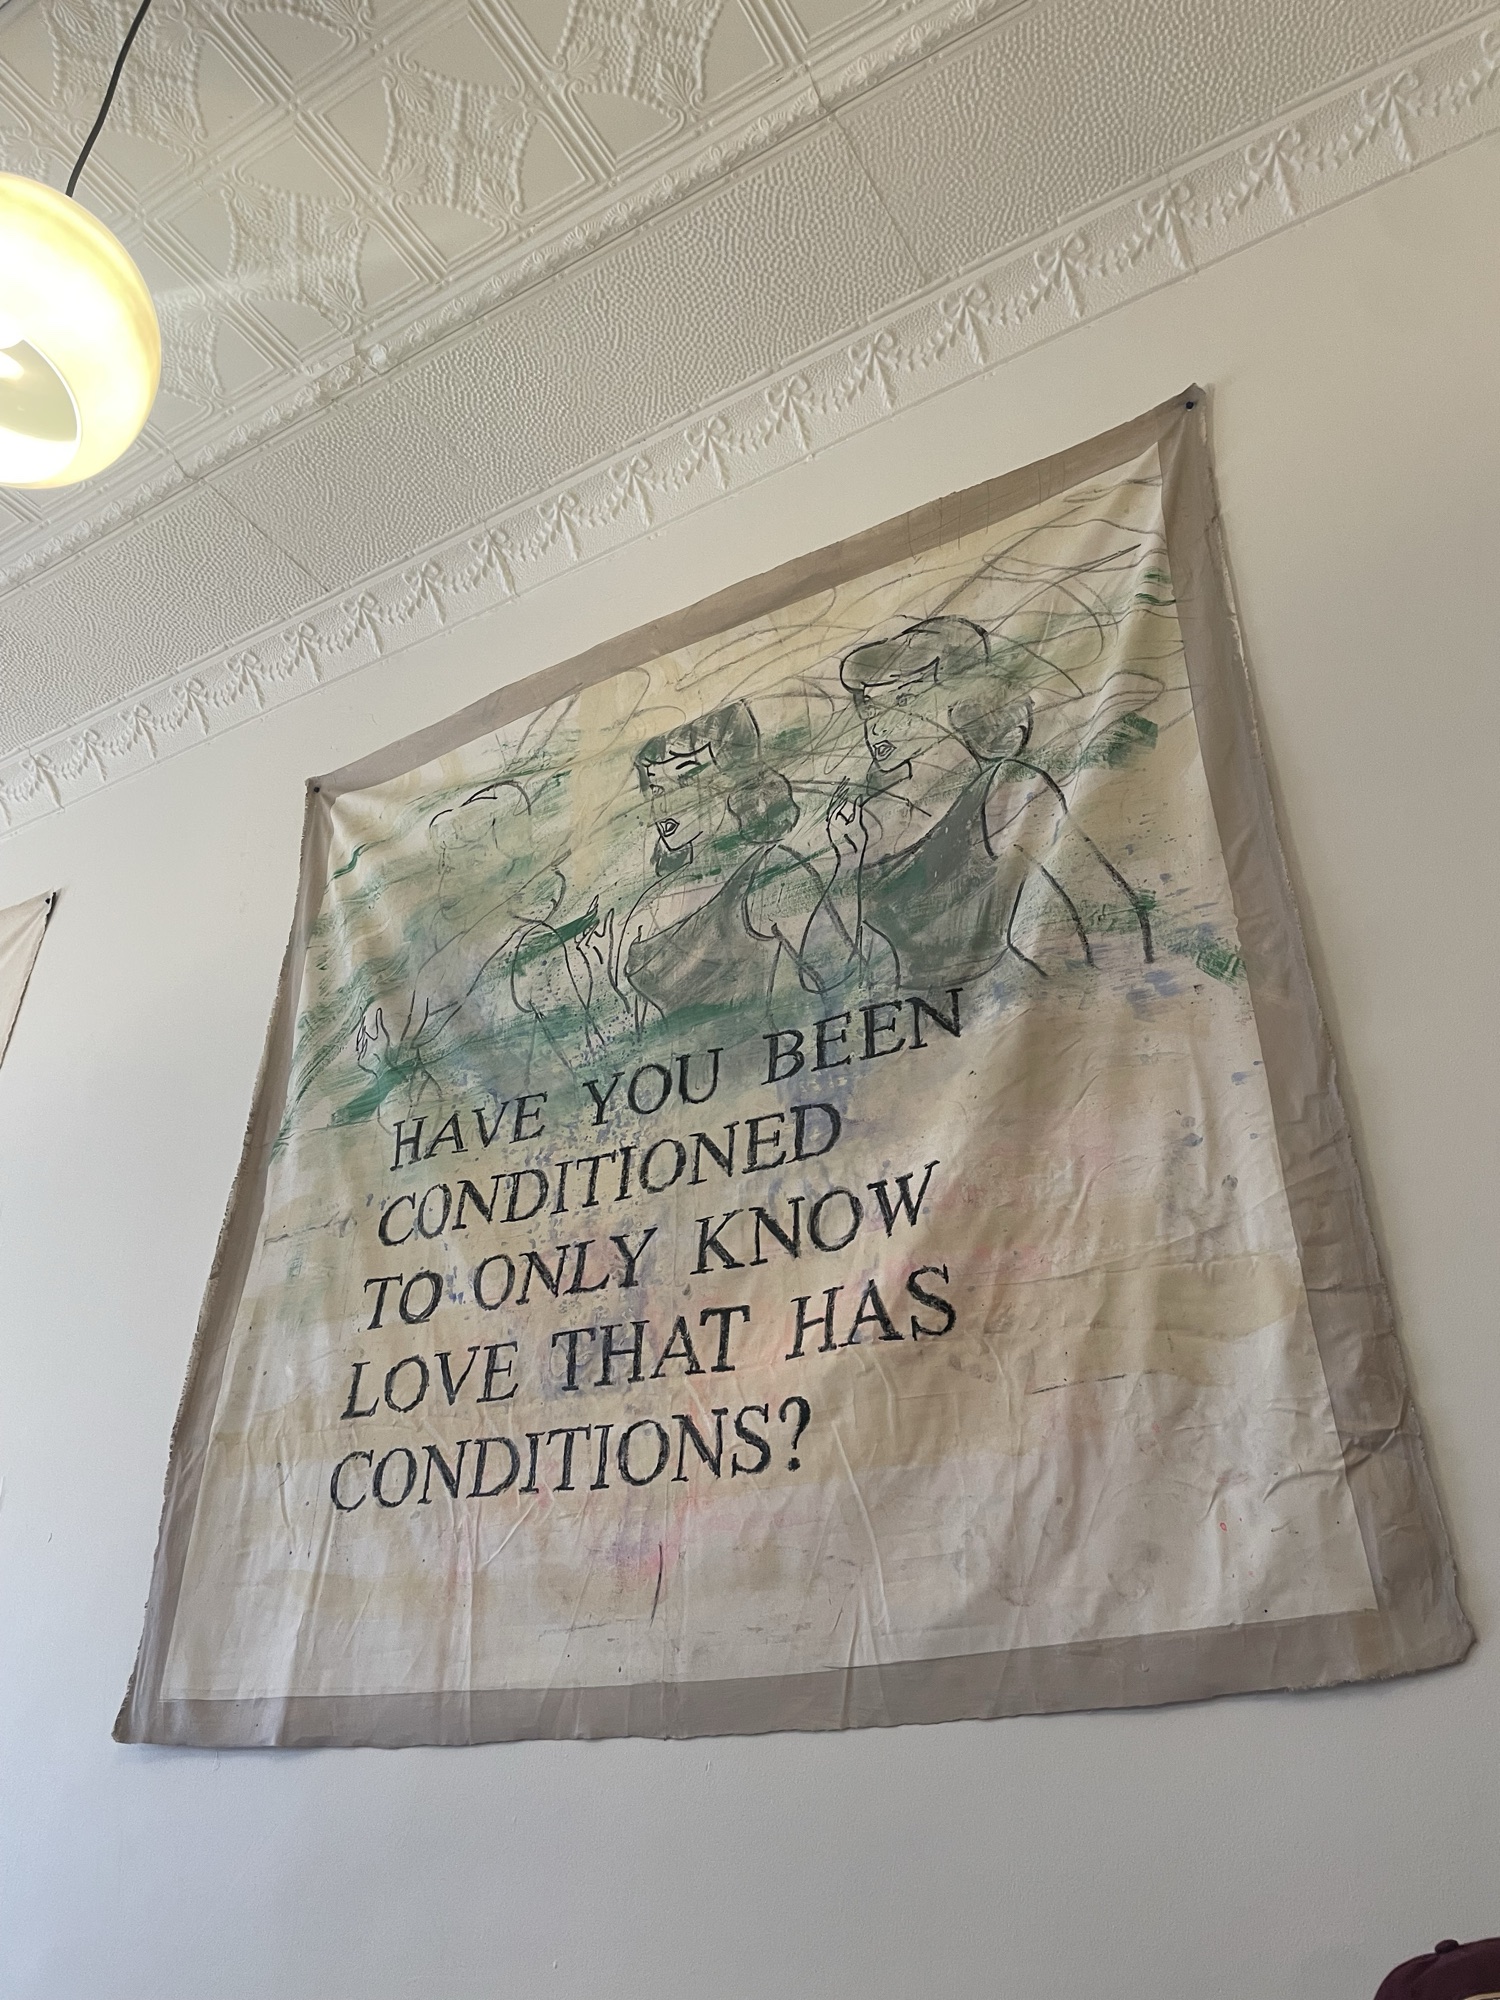 HAVE YOU BEEN
CONDITIONED
TO ONLY KNOW
LOVE THAT HAS
CONDITIONS?